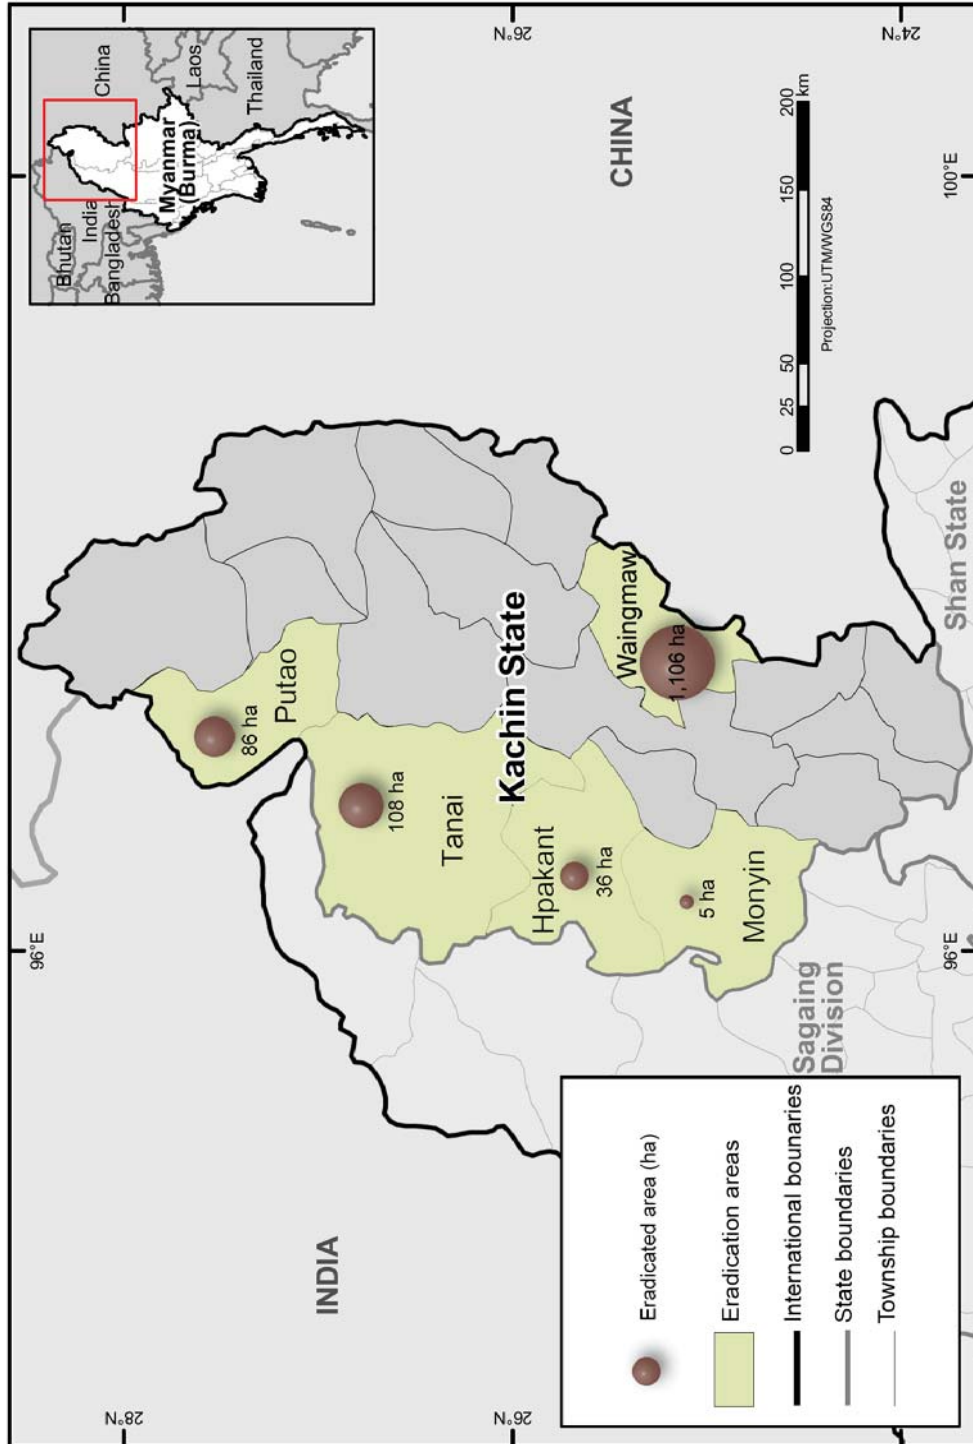 96°E
28°N
28°N
26°N
26°N
24°N
24°N
96°E
100°E
Bhutan
India
Bangladesh
China
Myanmar
(Burma)
Laos
Thailand
INDIA
CHINA
86 ha
Putao
108 ha
Tanai
Kachin State
Hpakant
36 ha
Waingmaw
1,106 ha
5 ha
Monyin
Sagaing
Division
Shan State
0 25 50 100 150 200
km
Projection:UTM/WGS84
Eradicated area (ha)
Eradication areas
International bounaries
State boundaries
Township boundaries